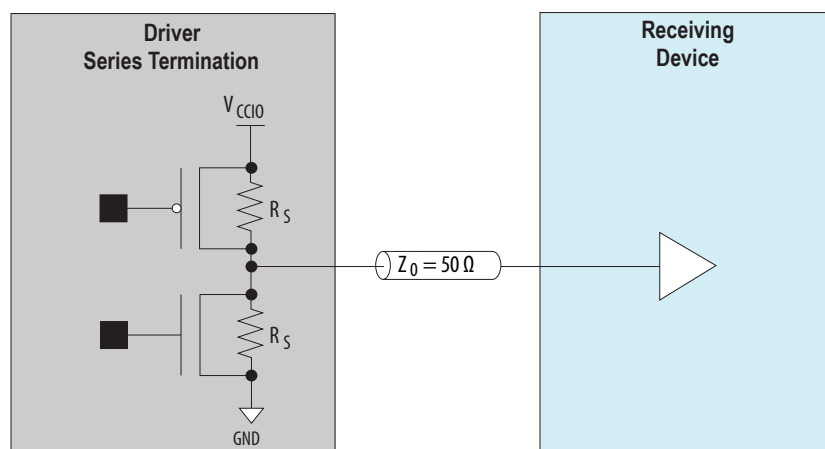 Driver
Series Termination
Receiving
Device
V CCIO
R S
Z 0 = 50 Ω
R S
GND